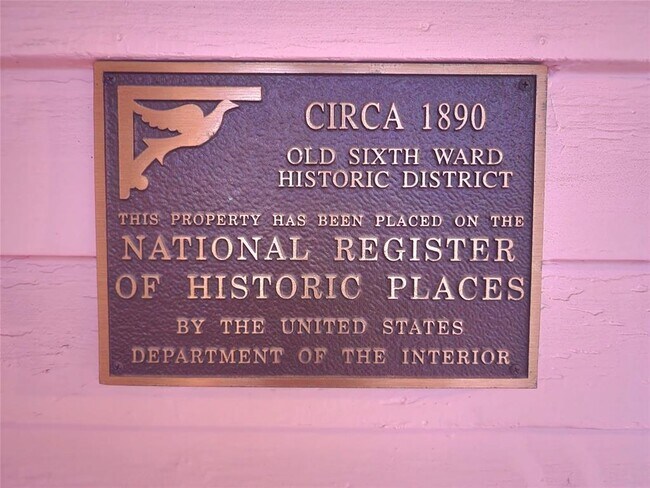 CIRCA 1890
OLD SIXTH WARD
HISTORIC DISTRICT
THIS PROPERTY HAS BEEN PLACED ON THE
NATIONAL REGISTER
OF HISTORIC PLACES
BY THE UNITED STATES
DEPARTMENT OF THE INTERIOR